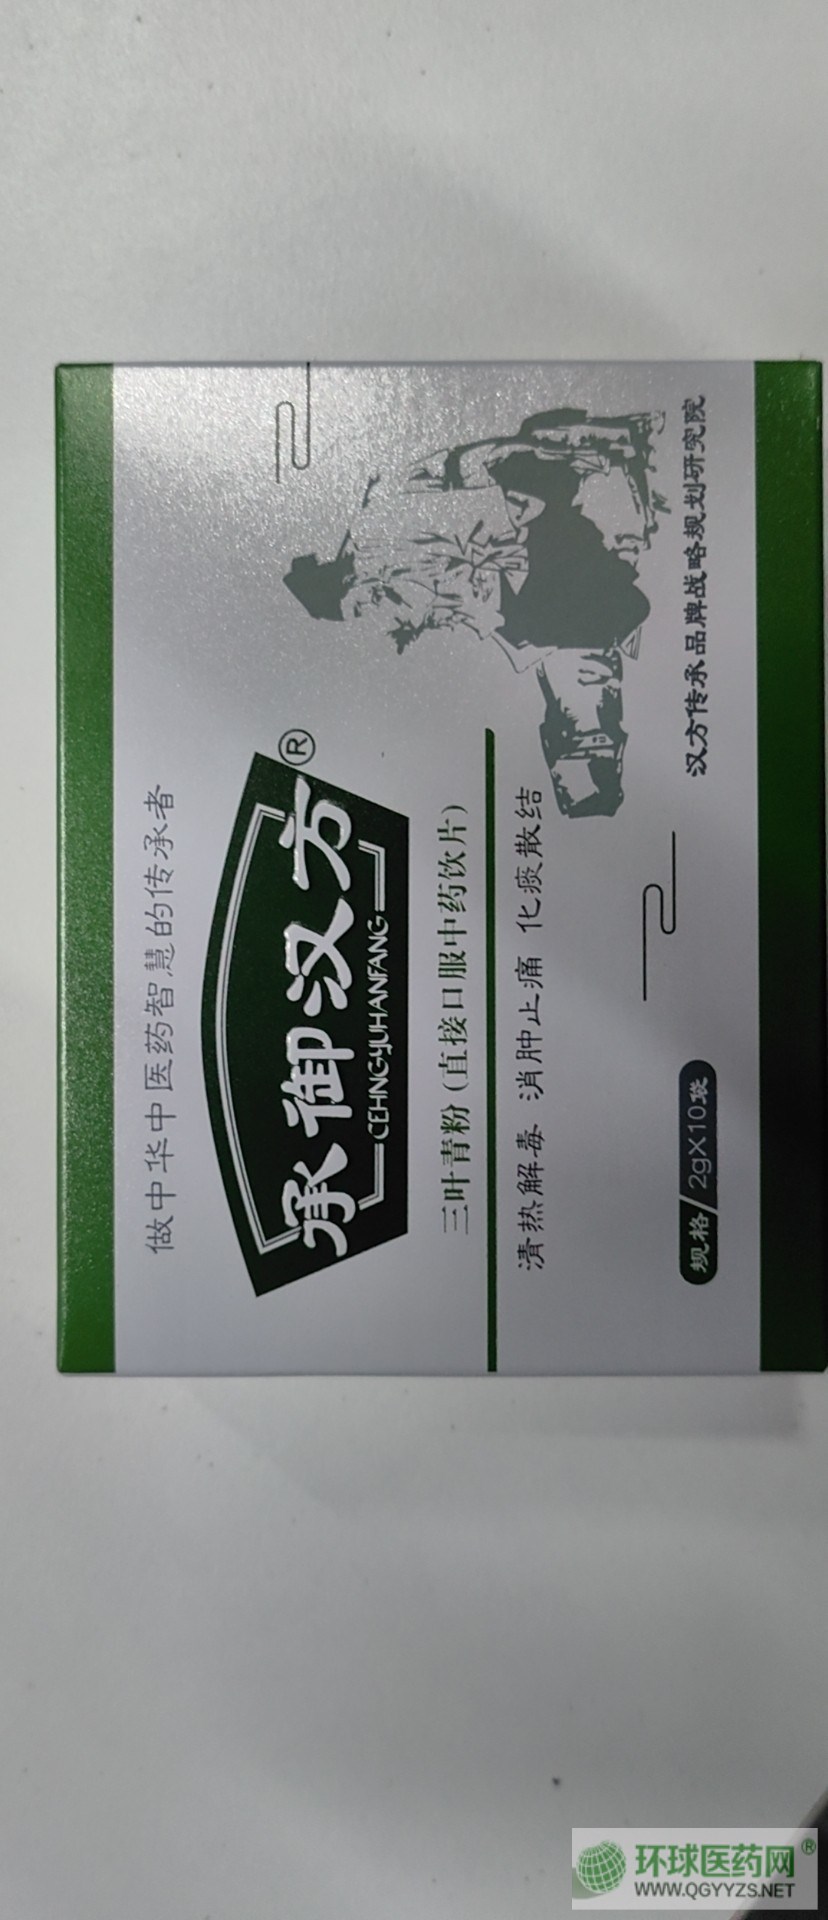 做中华中医药智慧的传承者
承御汉方®
CEHNGYUHANFANG
三叶青粉(直接口服中药饮片)
清热解毒 消肿止痛 化痰散结
规格/2gX10袋
汉方传承品牌战略规划研究院
环球医药网®
WWW.QGYYZS.NET